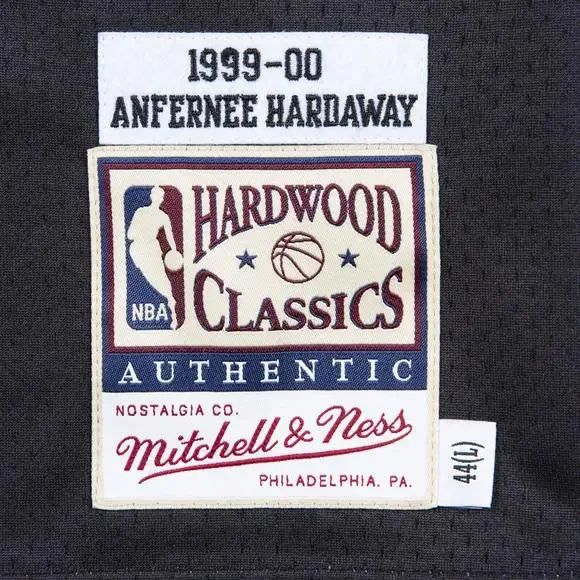 1999-00
ANFERNEE HARDAWAY
HARDWOOD
NBA
CLASSICS
AUTHENTIC
NOSTALGIA CO.
Mitchell & Ness
PHILADELPHIA, PA.
44(L)